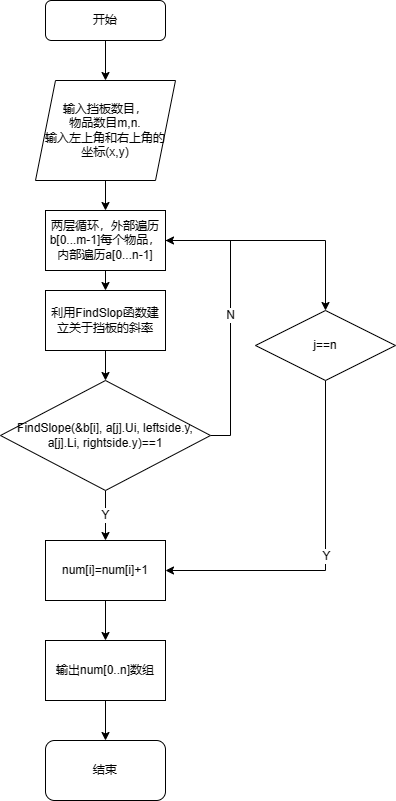 开始
输入挡板数目，
物品数目m,n.
输入左上角和右上角的
坐标(x,y)
两层循环，外部遍历
b[0...m-1]每个物品，
内部遍历a[0...n-1]
利用FindSlop函数建
立关于挡板的斜率
N
j==n
FindSlope(&b[i], a[j].Ui, leftside.y,
a[j].Li, rightside.y)==1
Y
Y
num[i]=num[i]+1
输出num[0..n]数组
结束